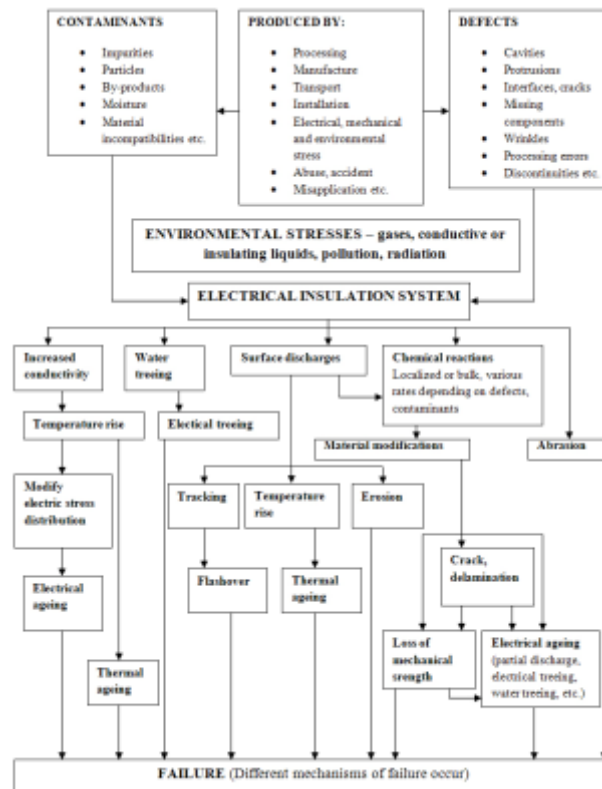 CONTAMINANTS
Impurities
Particles
By-products
Moisture
Material
incompatibilities etc.
PRODUCED BY:
Processing
Manufacture
Transport
Installation
Electrical, mechanical
and environmental
stress
Abuse, accident
Misapplication etc.
DEFECTS
Cavities
Protrusions
Interfaces, cracks
Missing
components
Wrinkles
Processing errors
Discontinuities etc.
ENVIRONMENTAL STRESSES – gases, conductive or
insulating liquids, pollution, radiation
ELECTRICAL INSULATION SYSTEM
Increased
conductivity
Water
treeing
Surface discharges
Chemical reactions
Localized or bulk, various
rates depending on defects,
contaminants
Temperature rise
Electical treeing
Material modifications
Abrasion
Modify
electric stress
distribution
Tracking
Temperature
rise
Erosion
Electrical
ageing
Flashover
Thermal
ageing
Crack,
delamination
Thermal
ageing
Loss of
mechanical
srength
Electrical ageing
(partial discharge,
electrical treeing,
water treeing, etc.)
FAILURE (Different mechanisms of failure occur)